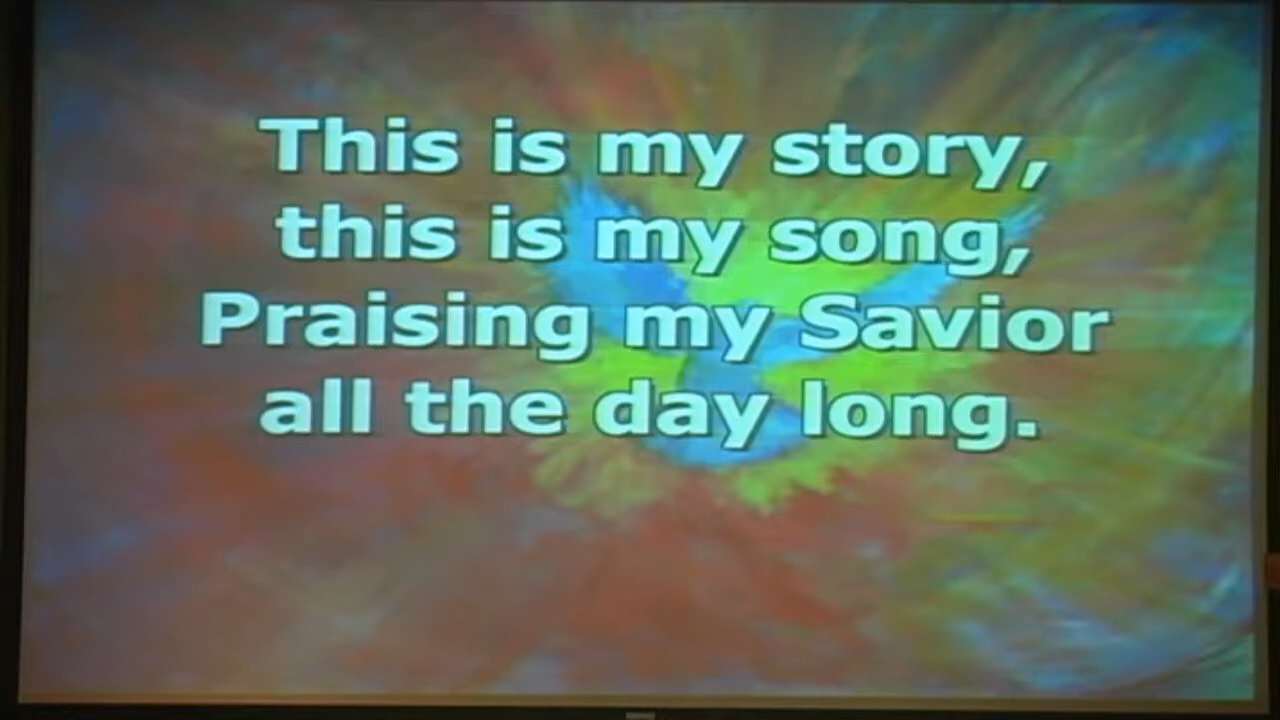 This is my story,
this is my song,
Praising my Savior
all the day long.